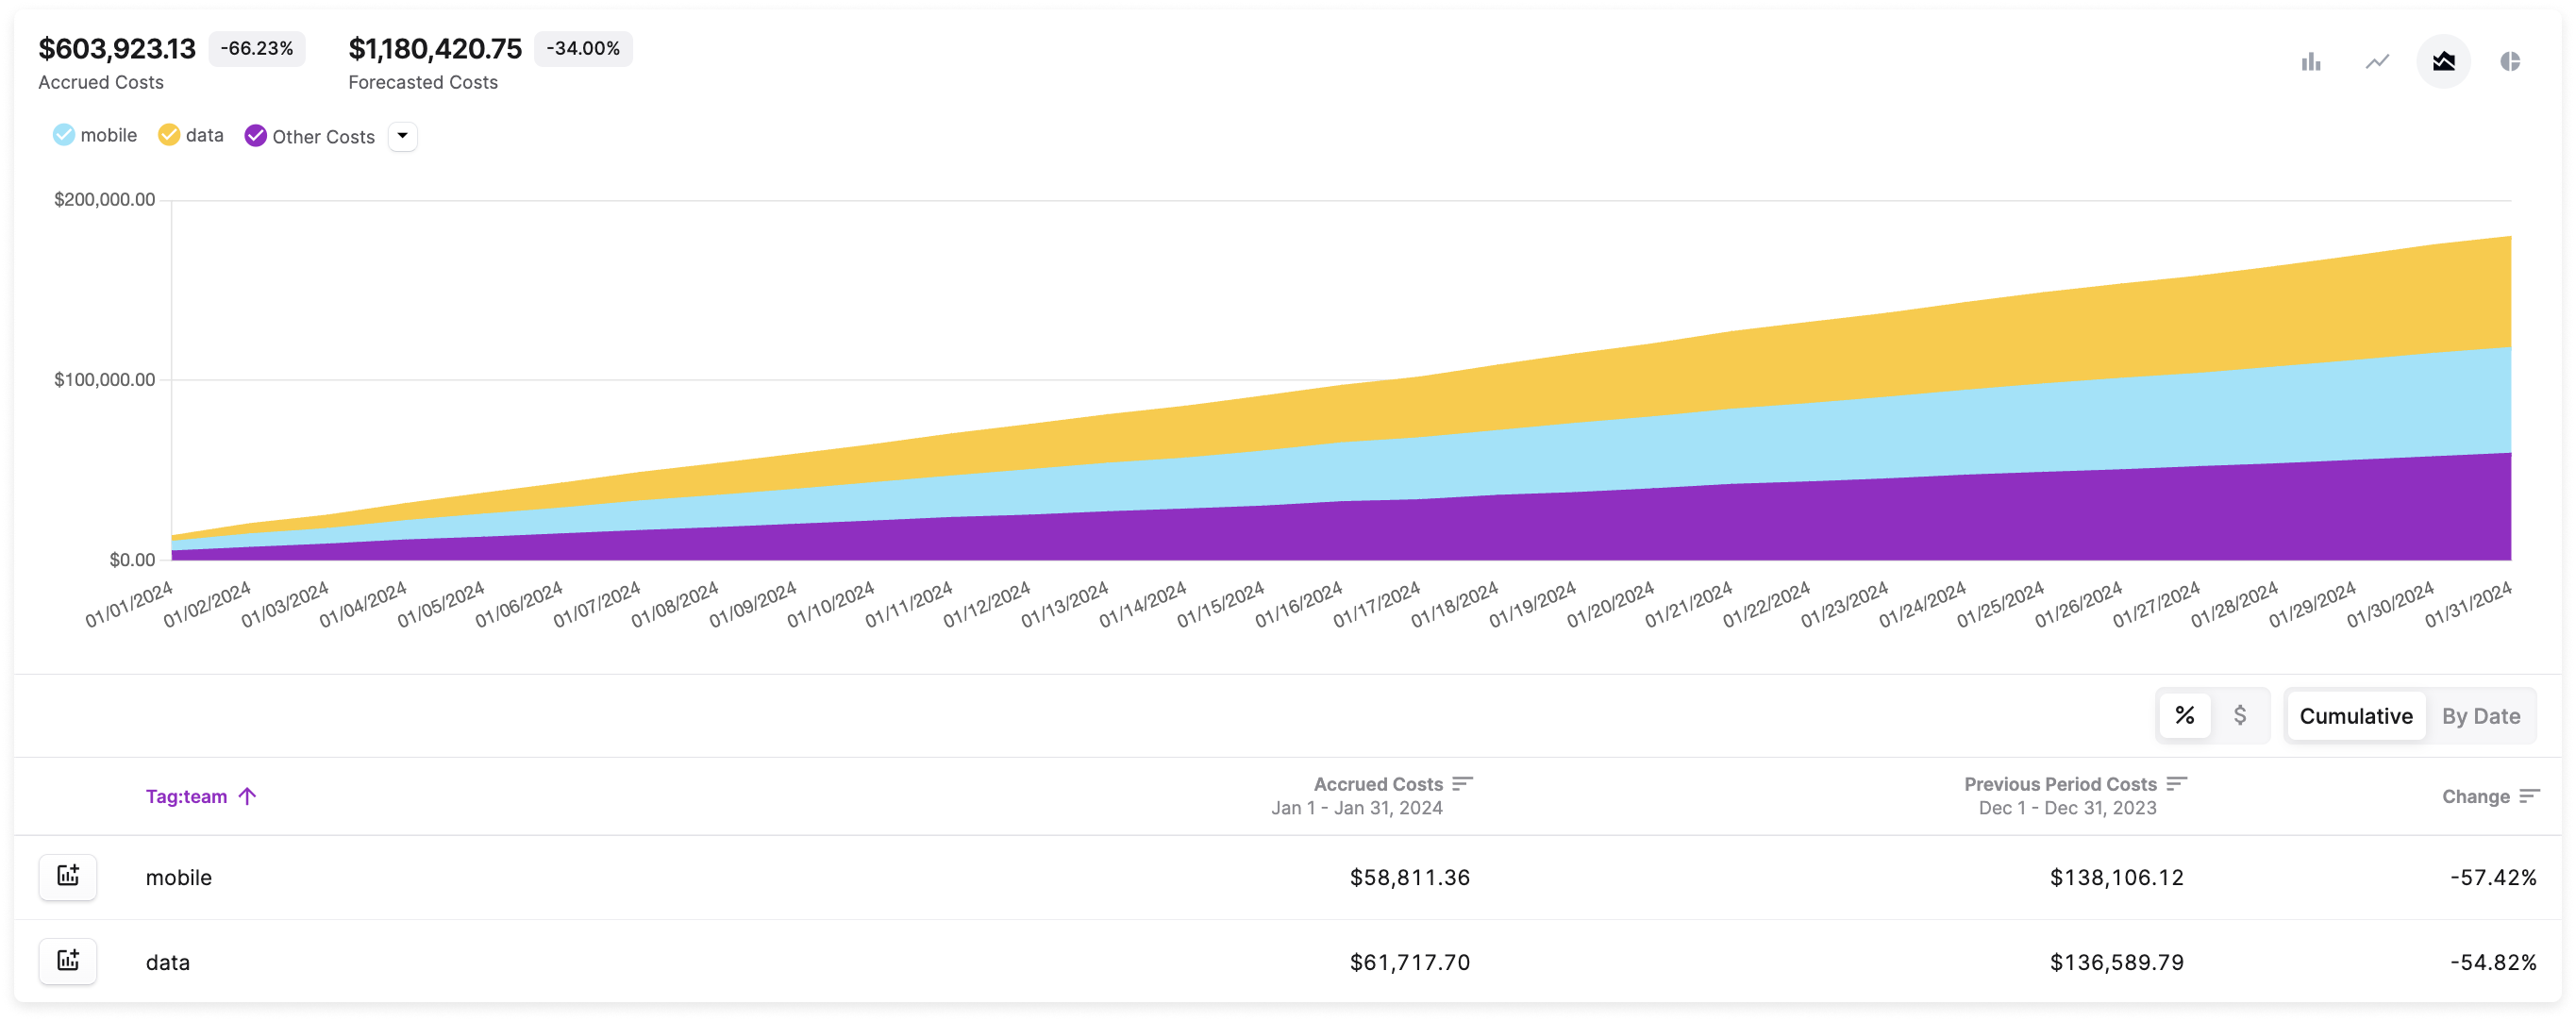 $603,923.13 -66.23% $1,180,420.75 -34.00%
Accrued Costs Forecasted Costs
mobile data Other Costs
$200,000.00
$100,000.00
$0.00
01/01/2024 01/02/2024 01/03/2024 01/04/2024 01/05/2024 01/06/2024 01/07/2024 01/08/2024 01/09/2024 01/10/2024 01/11/2024 01/12/2024 01/13/2024 01/14/2024 01/15/2024 01/16/2024 01/17/2024 01/18/2024 01/19/2024 01/20/2024 01/21/2024 01/22/2024 01/23/2024 01/24/2024 01/25/2024 01/26/2024 01/27/2024 01/28/2024 01/29/2024 01/30/2024 01/31/2024
% $ Cumulative By Date
Tag:team Accrued Costs Previous Period Costs Change
Jan 1 - Jan 31, 2024 Dec 1 - Dec 31, 2023
mobile $58,811.36 $138,106.12 -57.42%
data $61,717.70 $136,589.79 -54.82%